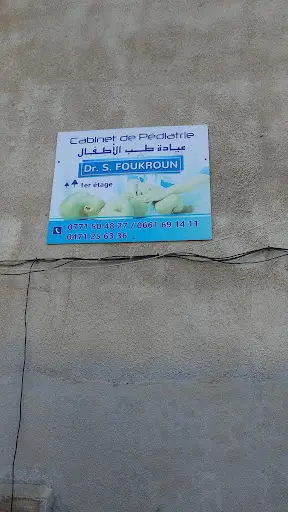 Cabinet de Pédiatrie
عيادة طب الأطفال
Dr. S. FOUKROUN
1er étage
0771 50 48 27 / 0661 69 14 11
0471 25 63 36